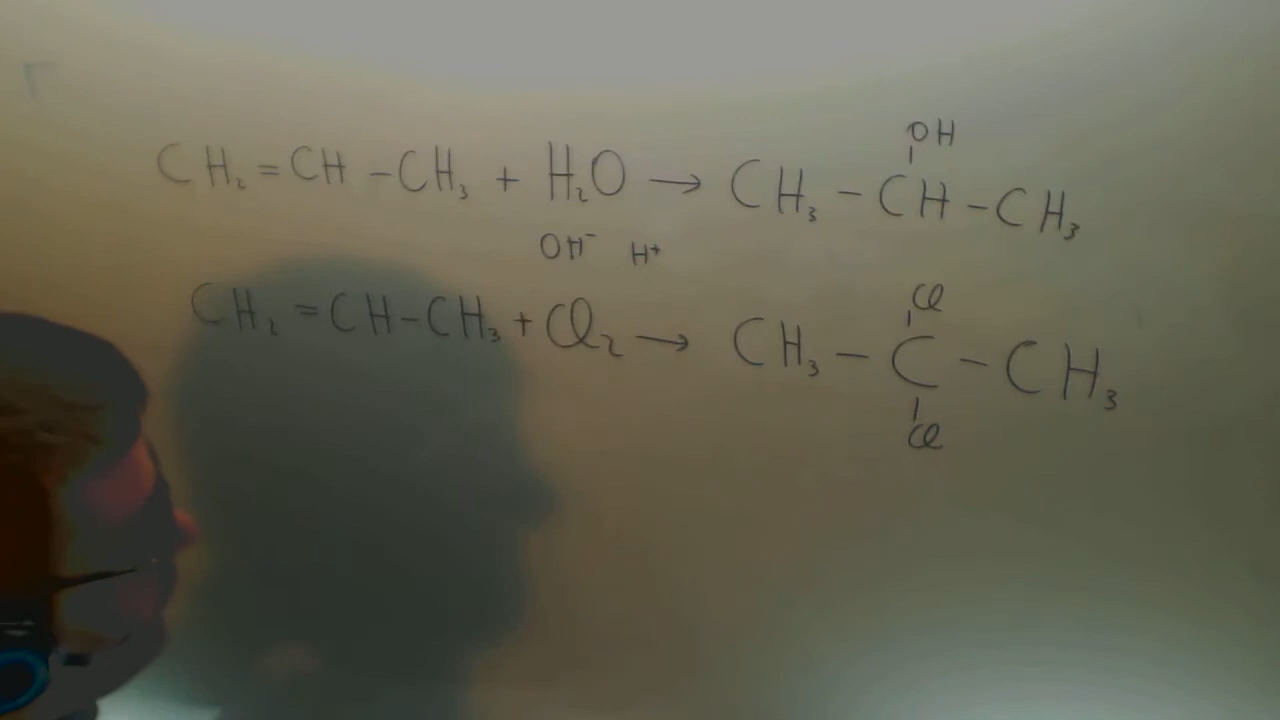 OH
CH₂ = CH – CH₃ + H₂O → CH₃ – CH – CH₃
OH⁻ H⁺
Cl
CH₂ = CH – CH₃ + Cl₂ → CH₃ – C – CH₃
Cl